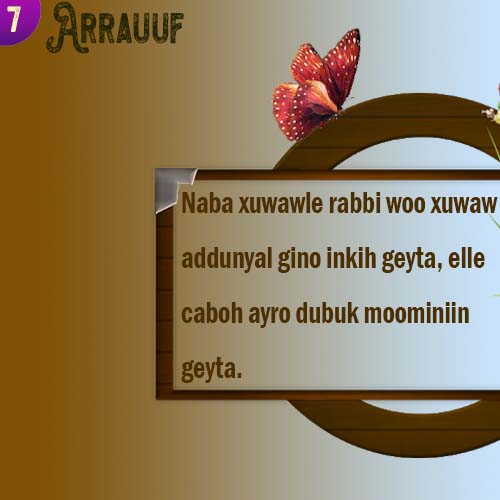 7
ARRAUUF
Naba xuwawle rabbi woo xuwaw
addunyal gino inkih geyta, elle
caboh ayro dubuk moominiin
geyta.